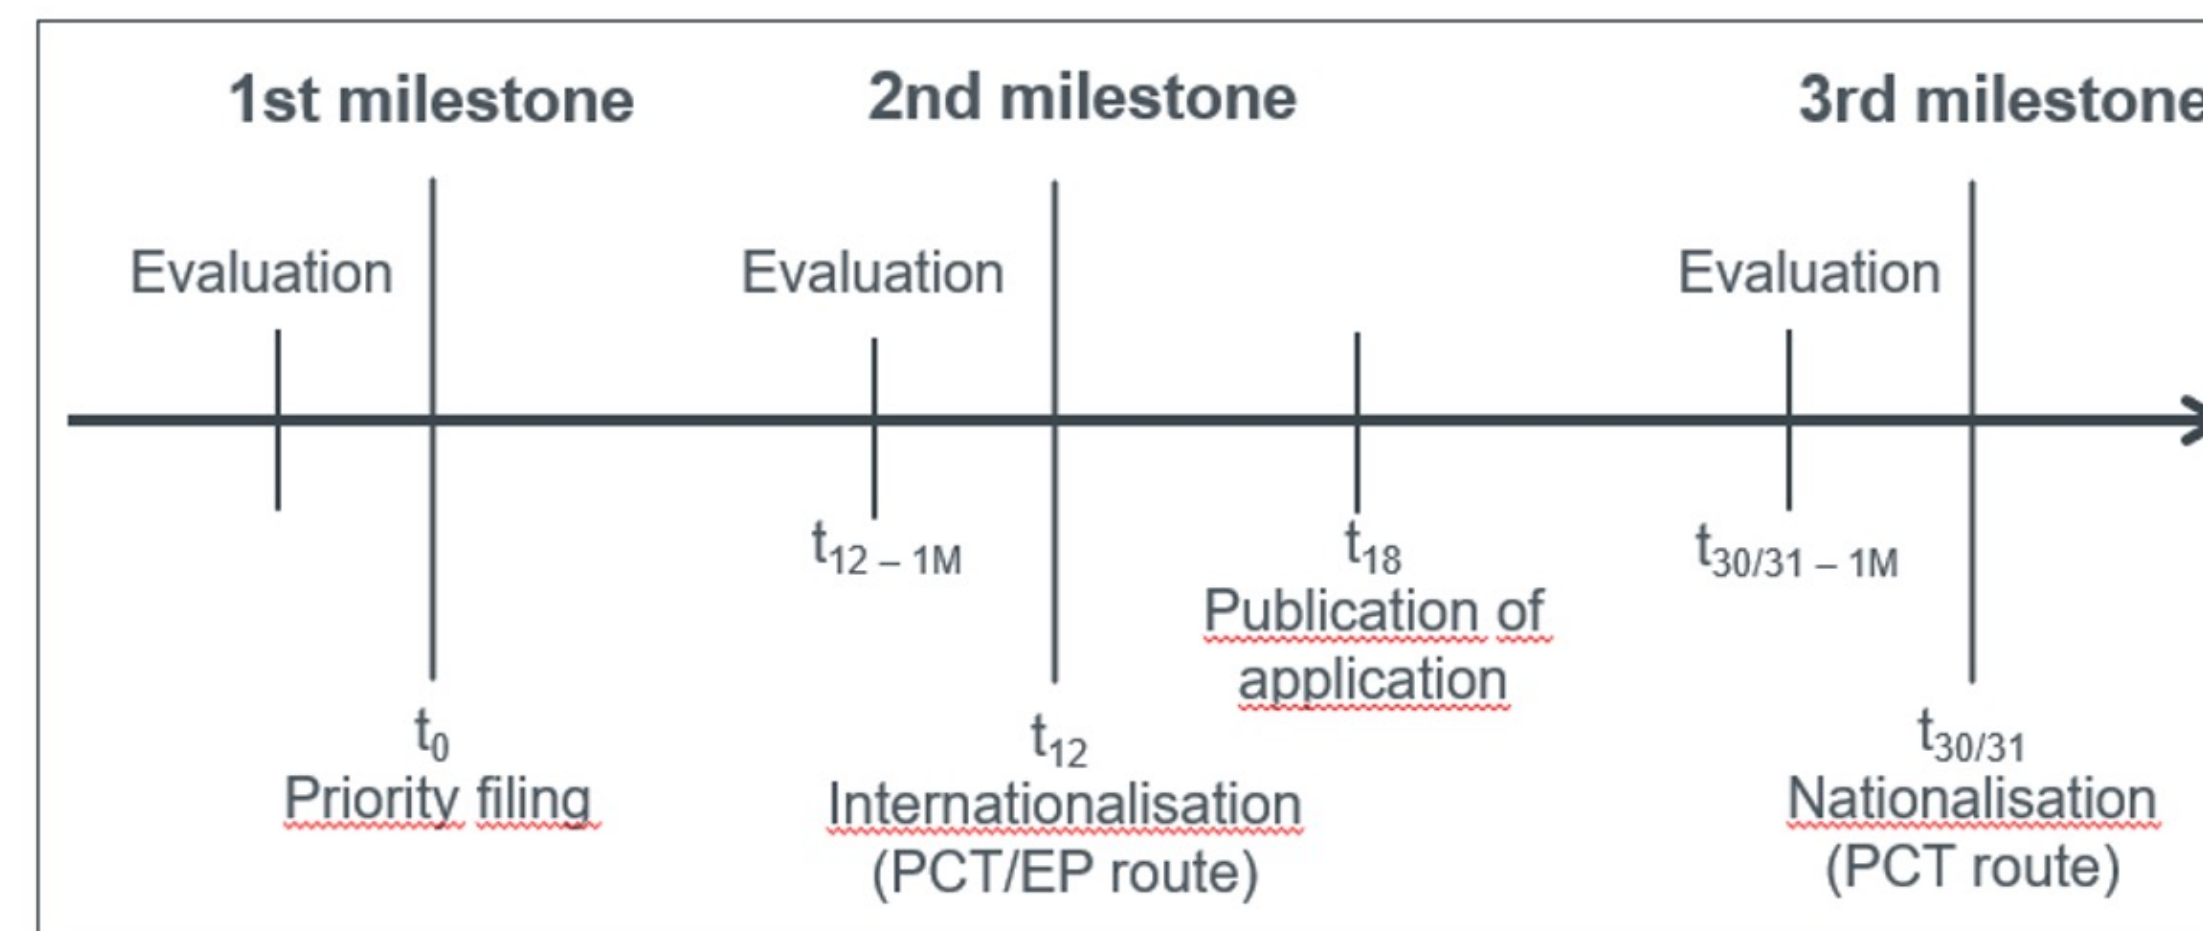 1st milestone
2nd milestone
3rd milestone
Evaluation
Evaluation
Evaluation
t12 – 1M
t18
Publication of
application
t30/31 – 1M
t0
Priority filing
t12
Internationalisation
(PCT/EP route)
t30/31
Nationalisation
(PCT route)